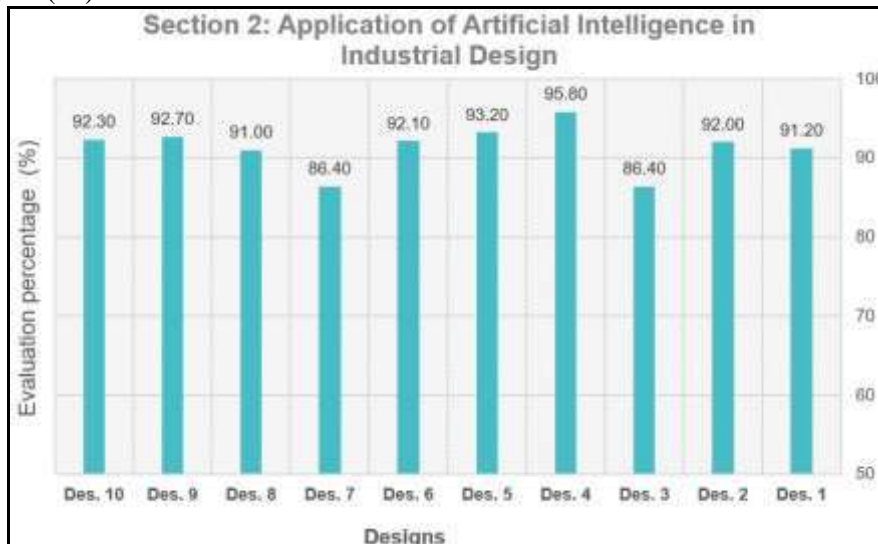 Section 2: Application of Artificial Intelligence in
Industrial Design
Evaluation percentage (%)
92.30 92.70 91.00 86.40 92.10 93.20 95.80 86.40 92.00 91.20
100
90
80
70
60
50
Des. 10 Des. 9 Des. 8 Des. 7 Des. 6 Des. 5 Des. 4 Des. 3 Des. 2 Des. 1
Designs